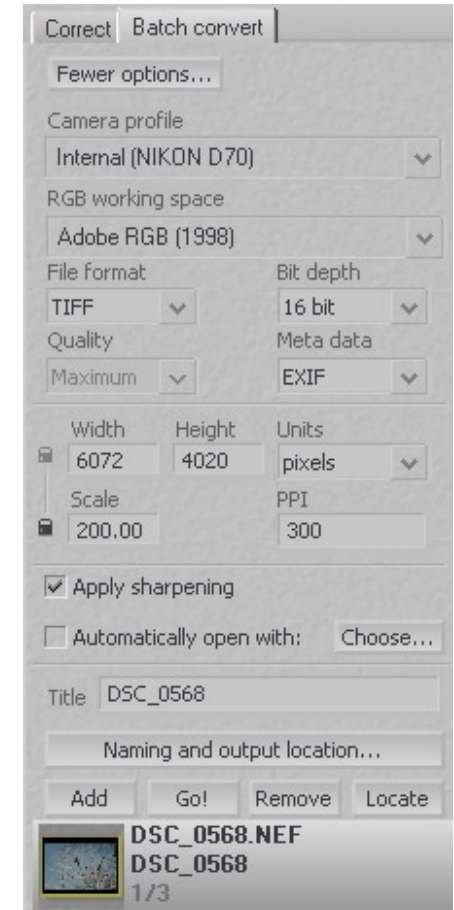 Correct Batch convert
Fewer options...
Camera profile
Internal (NIKON D70)
RGB working space
Adobe RGB (1998)
File format Bit depth
TIFF 16 bit
Quality Meta data
Maximum EXIF
Width Height Units
6072 4020 pixels
Scale PPI
200.00 300
Apply sharpening
Automatically open with: Choose...
Title DSC_0568
Naming and output location...
Add Go! Remove Locate
DSC_0568.NEF
DSC_0568
1/3